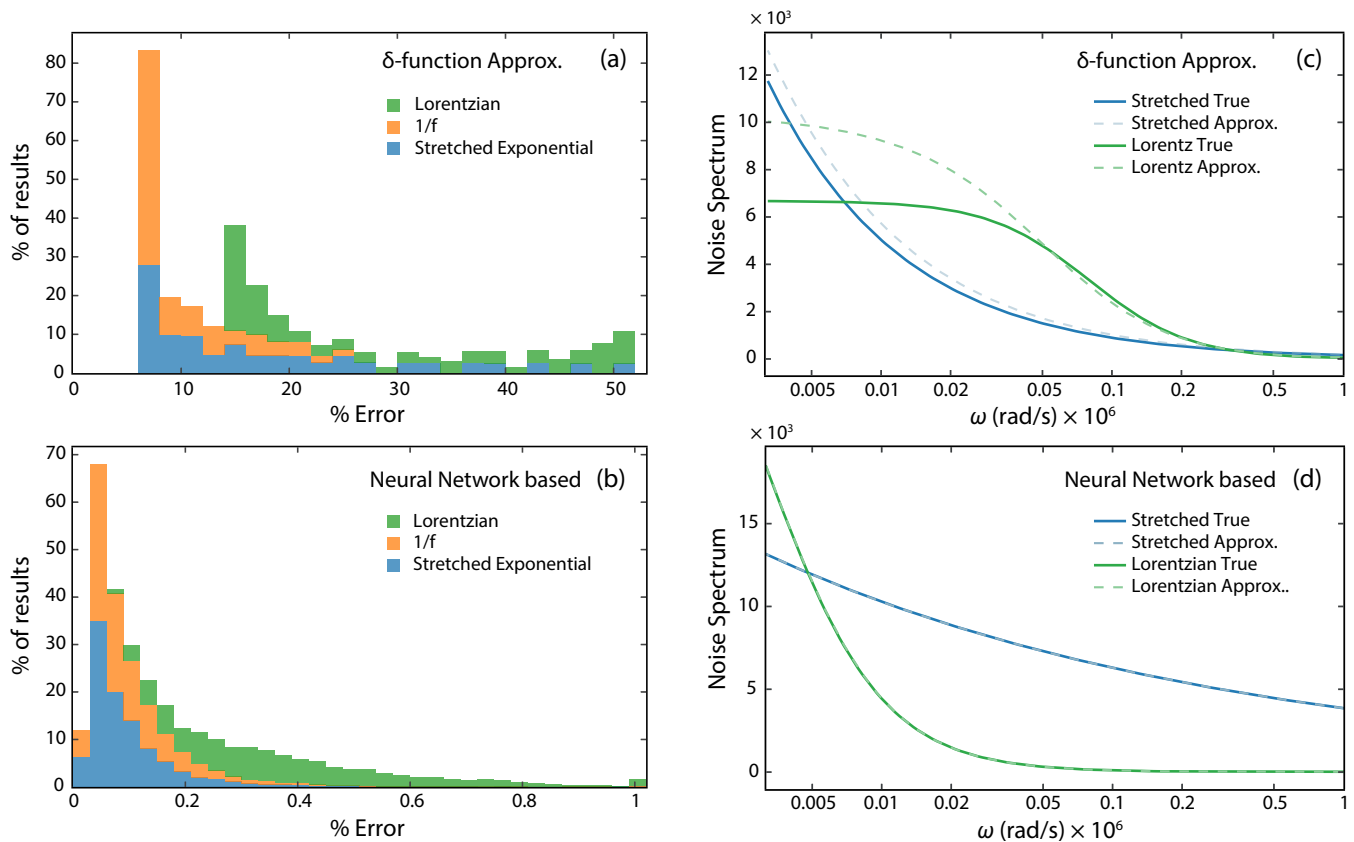 δ-function Approx.
(a)
Lorentzian
1/f
Stretched Exponential
% of results
80
70
60
50
40
30
20
10
0
10
20
30
40
50
% Error
× 10³
δ-function Approx.
(c)
Stretched True
Stretched Approx.
Lorentz True
Lorentz Approx.
Noise Spectrum
12
10
8
6
4
2
0
0.005
0.01
0.02
0.05
0.1
0.2
0.5
1
ω (rad/s) × 10⁶
Neural Network based
(b)
Lorentzian
1/f
Stretched Exponential
% of results
70
60
50
40
30
20
10
0
0
0.2
0.4
0.6
0.8
1
% Error
× 10³
Neural Network based
(d)
Stretched True
Stretched Approx.
Lorentzian True
Lorentzian Approx..
Noise Spectrum
15
10
5
0
0.005
0.01
0.02
0.05
0.1
0.2
0.5
1
ω (rad/s) × 10⁶